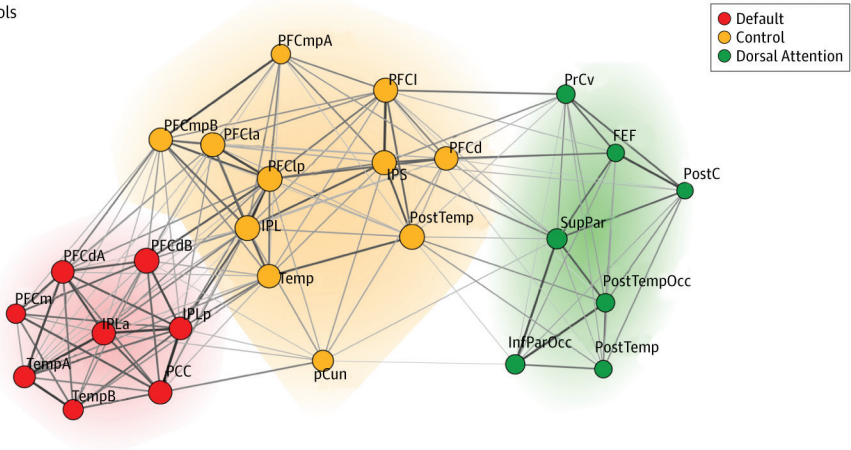 ols
Default
Control
Dorsal Attention
PFCmpA
PFCl
PrCv
PFCmpB
PFCla
PFCd
FEF
PFClp
IPS
PostC
IPL
PostTemp
SupPar
PFCdA
PFCdB
Temp
PostTempOcc
PFCm
IPLa
IPLp
InfParOcc
PostTemp
TempA
PCC
pCun
TempB